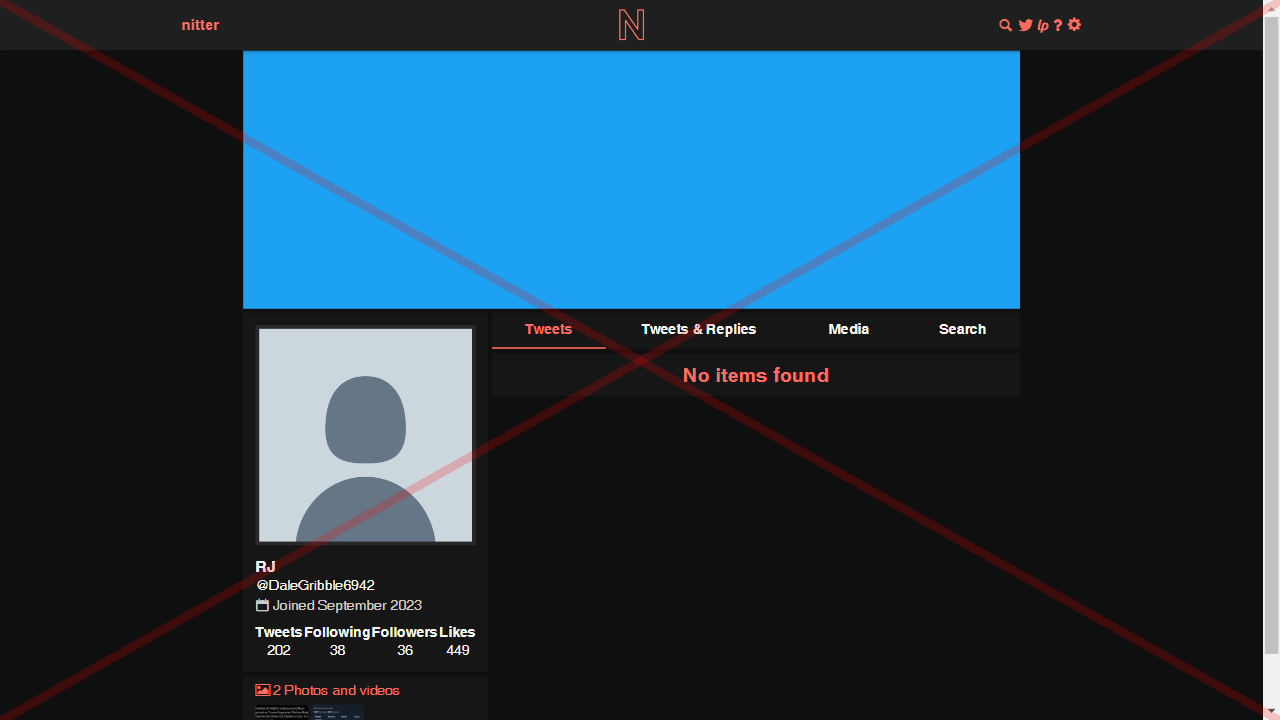 nitter
N
lp ?
Tweets Tweets & Replies Media Search
No items found
RJ
@DaleGribble6942
Joined September 2023
Tweets Following Followers Likes
202 38 36 449
2 Photos and videos